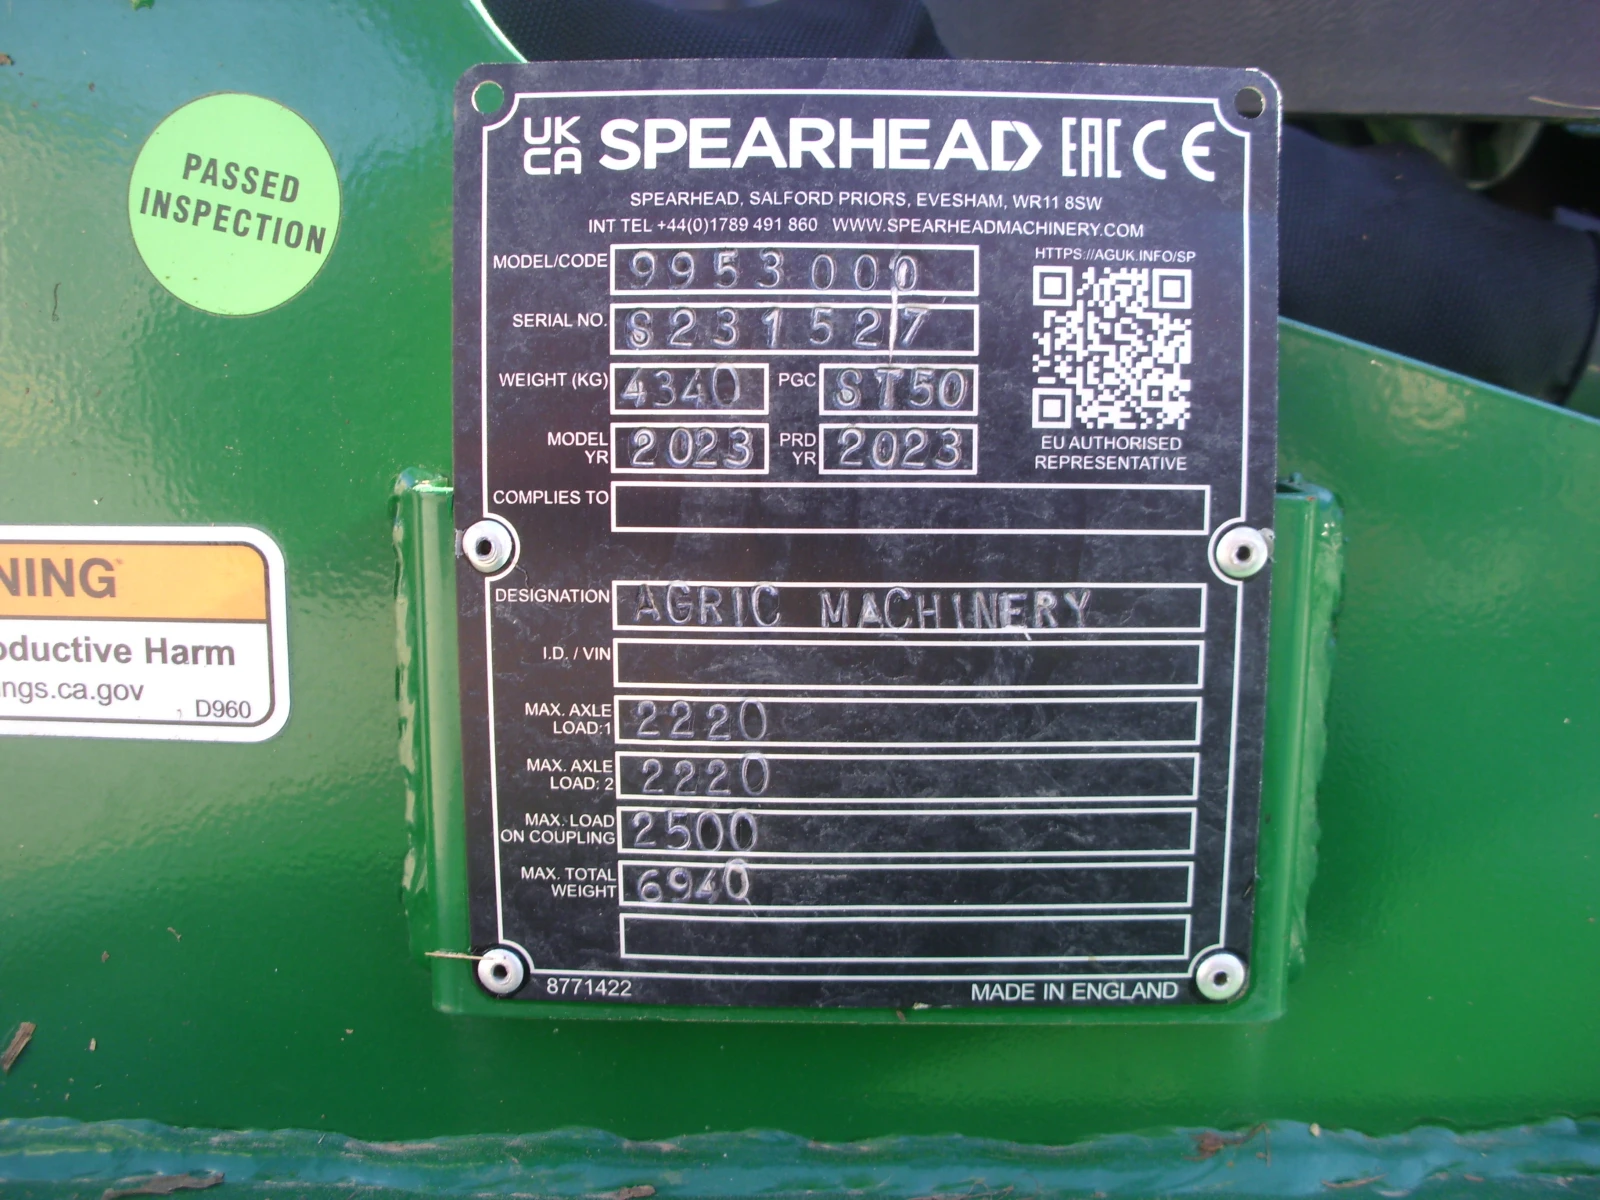 PASSED
INSPECTION
UK
CA
SPEARHEAD EAC CE
SPEARHEAD, SALFORD PRIORS, EVESHAM, WR11 8SW
INT TEL +44(0)1789 491 860 WWW.SPEARHEADMACHINERY.COM
MODEL/CODE 9953000
HTTPS://AGUK.INFO/SP
SERIAL NO. S231527
WEIGHT (KG) 4340 PGC ST50
MODEL YR 2023 PRD YR 2023
EU AUTHORISED
REPRESENTATIVE
COMPLIES TO
DESIGNATION AGRIC MACHINERY
I.D. / VIN
MAX. AXLE
LOAD:1 2220
MAX. AXLE
LOAD: 2 2220
MAX. LOAD
ON COUPLING 2500
MAX. TOTAL
WEIGHT 6940
8771422 MADE IN ENGLAND
NING
oductive Harm
ngs.ca.gov
D960